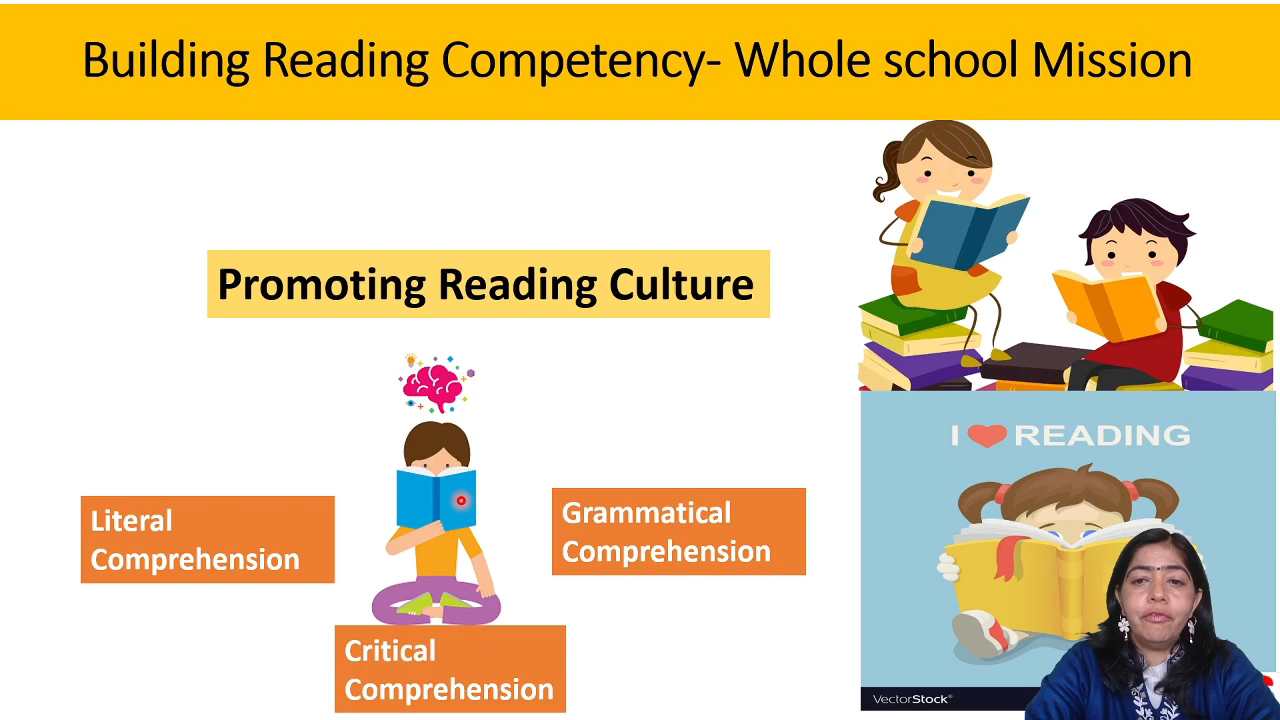 Building Reading Competency- Whole school Mission
Promoting Reading Culture
I READING
Literal
Comprehension
Grammatical
Comprehension
Critical
Comprehension
VectorStock®